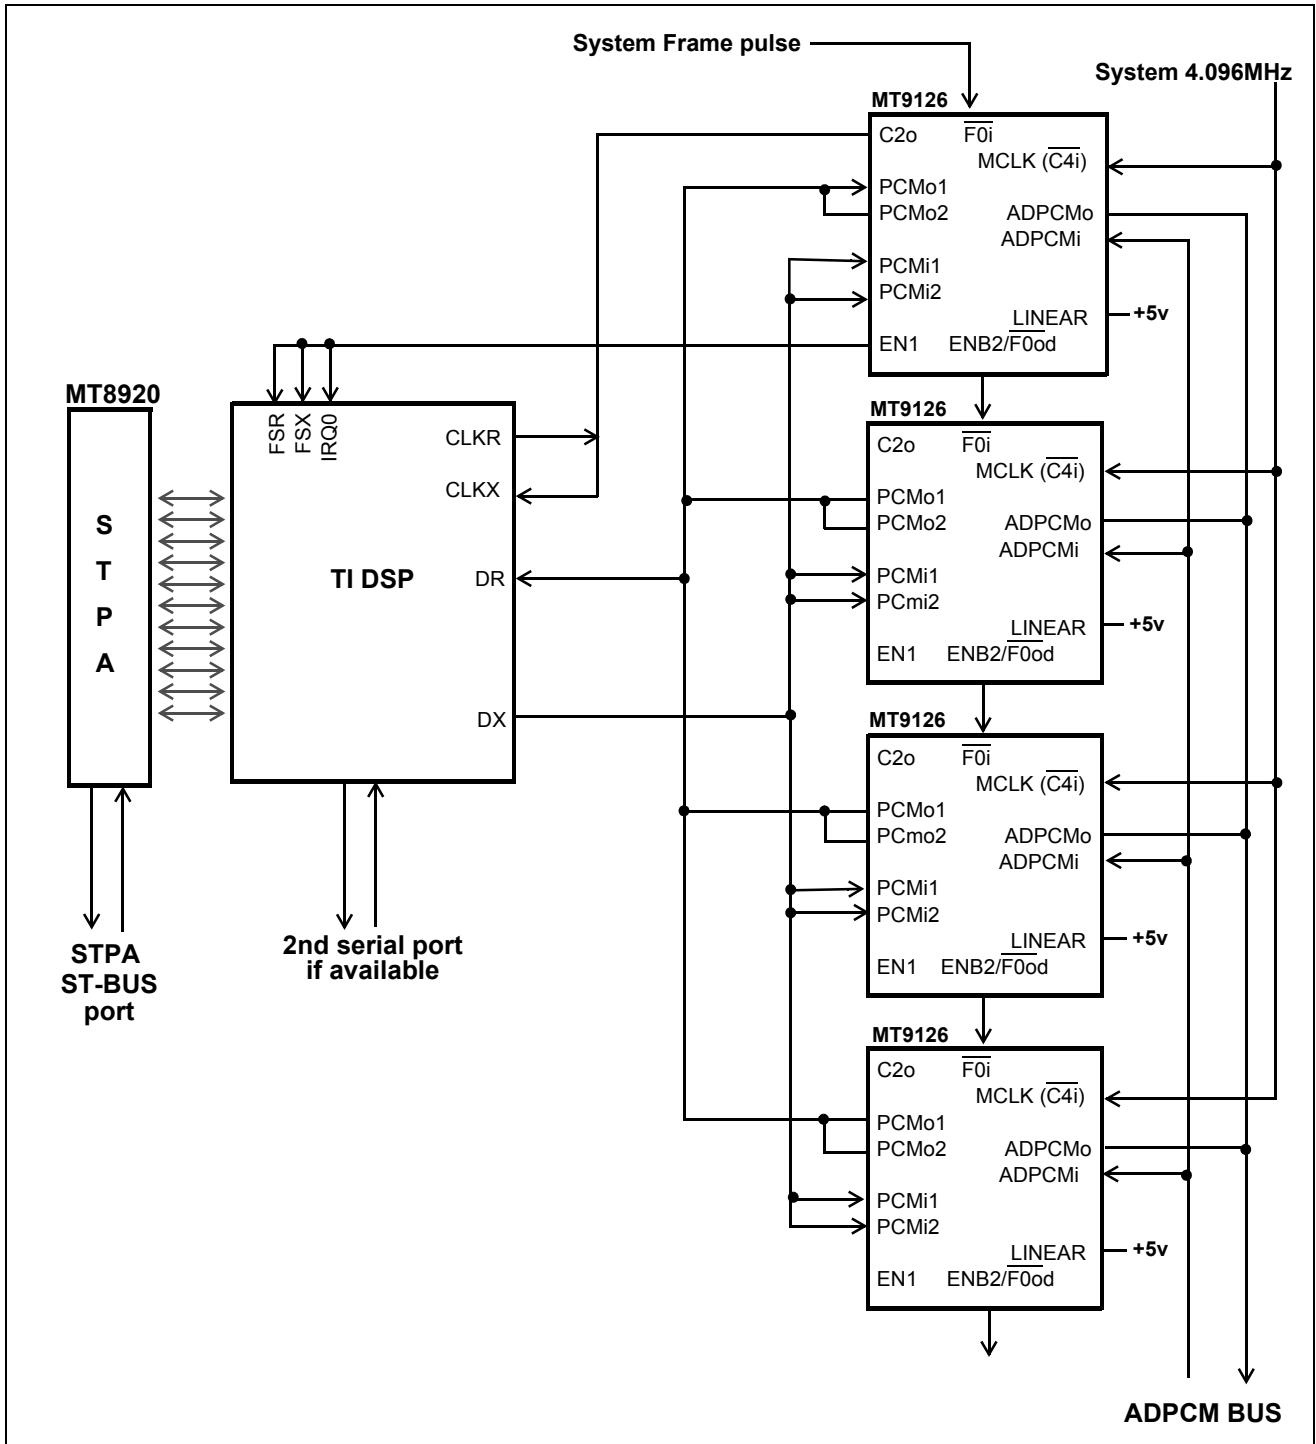 System Frame pulse
System 4.096MHz
MT9126
C2o F0i
MCLK (C4i)
PCMo1
PCMo2 ADPCMo
ADPCMi
PCMi1
PCMi2
LINEAR +5v
EN1 ENB2/F0od
MT8920
S
T
P
A
FSR
FSX
IRQ0
CLKR
CLKX
TI DSP
DR
DX
MT9126
C2o F0i
MCLK (C4i)
PCMo1
PCMo2 ADPCMo
ADPCMi
PCMi1
PCmi2
LINEAR +5v
EN1 ENB2/F0od
MT9126
C2o F0i
MCLK (C4i)
PCMo1
PCmo2 ADPCMo
ADPCMi
PCMi1
PCMi2
LINEAR +5v
EN1 ENB2/F0od
STPA
ST-BUS
port
2nd serial port
if available
MT9126
C2o F0i
MCLK (C4i)
PCMo1
PCMo2 ADPCMo
ADPCMi
PCMi1
PCMi2
LINEAR +5v
EN1 ENB2/F0od
ADPCM BUS